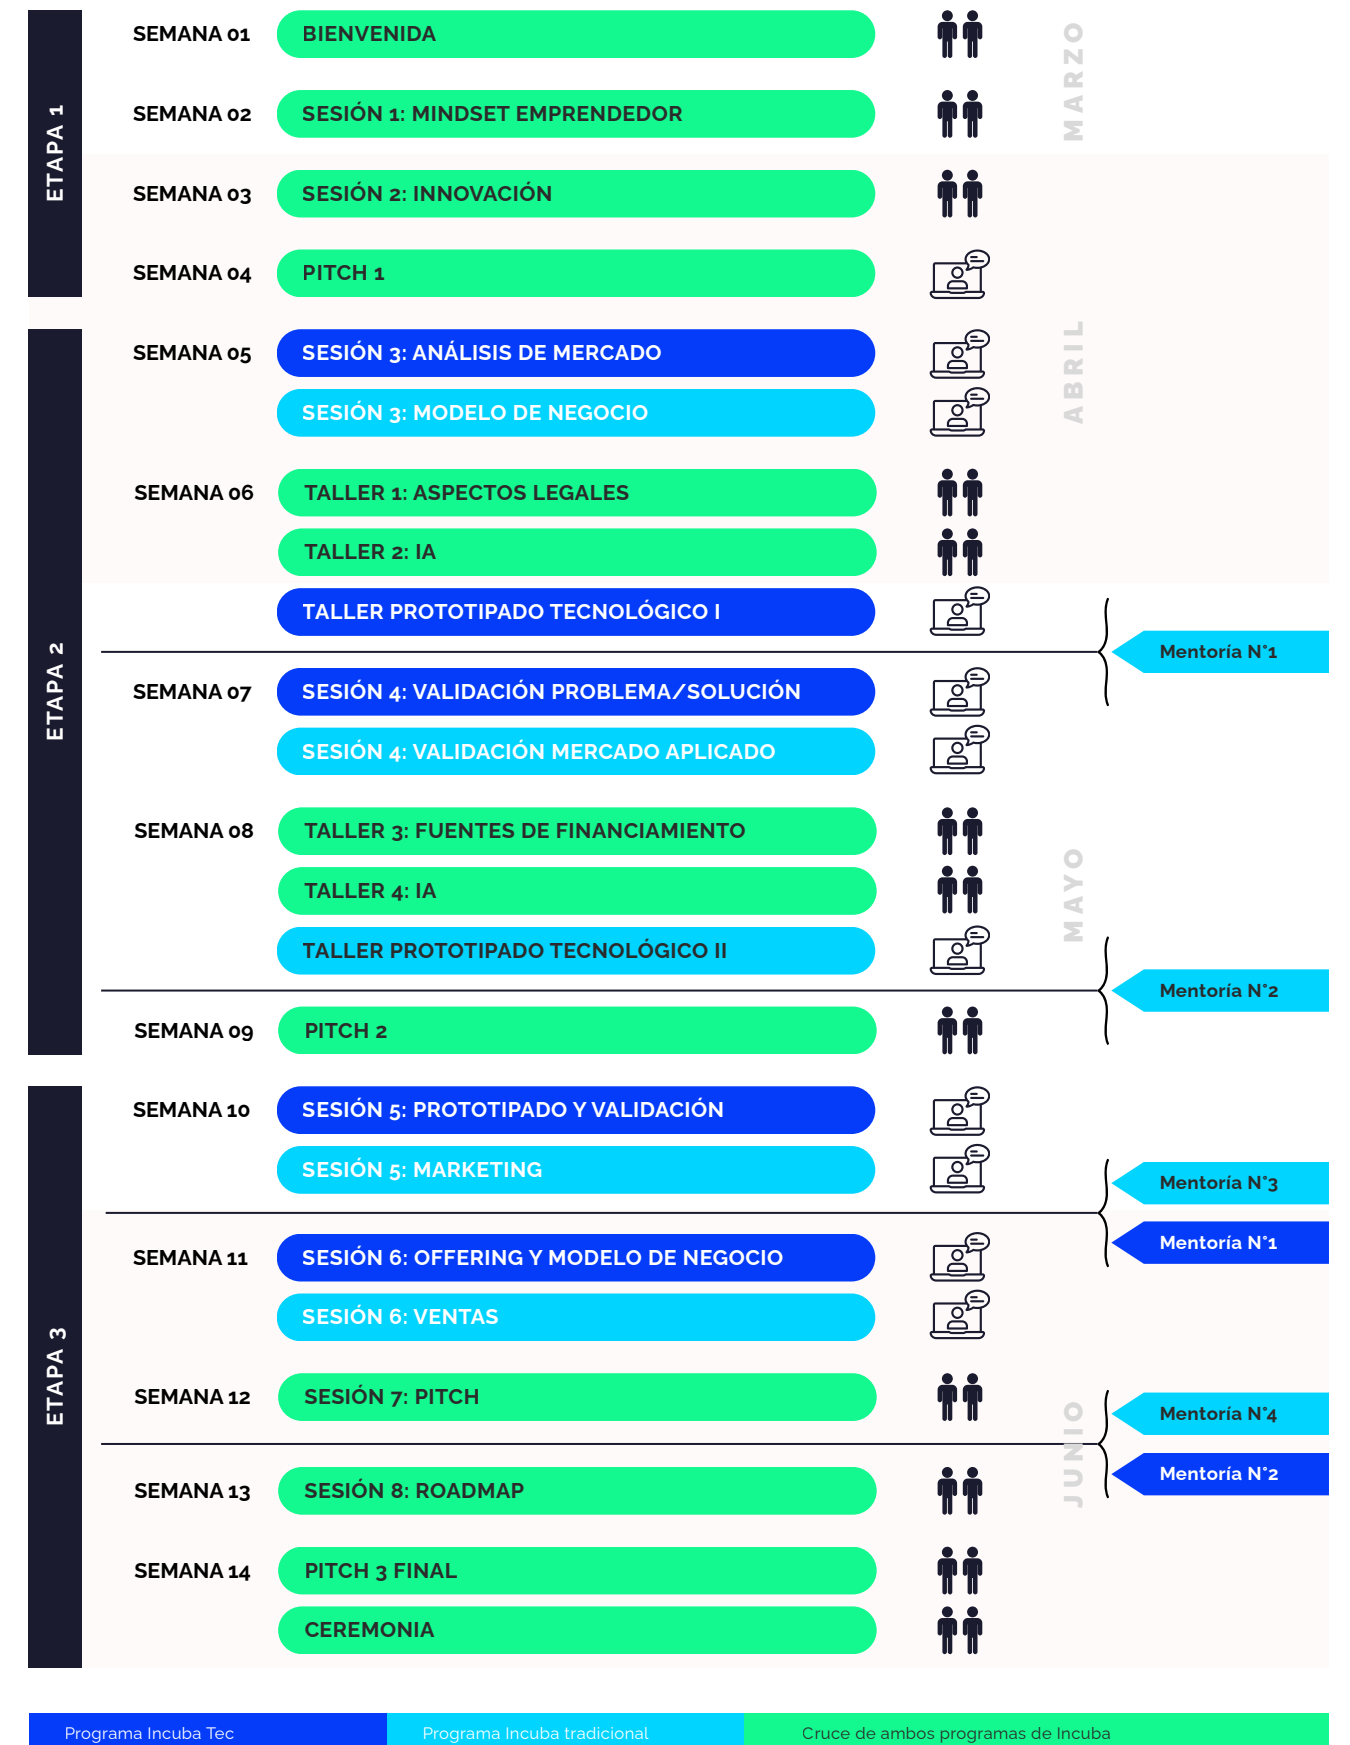 ETAPA 1
MARZO
SEMANA 01
BIENVENIDA
SEMANA 02
SESIÓN 1: MINDSET EMPRENDEDOR
SEMANA 03
SESIÓN 2: INNOVACIÓN
SEMANA 04
PITCH 1
ETAPA 2
ABRIL
SEMANA 05
SESIÓN 3: ANÁLISIS DE MERCADO
SESIÓN 3: MODELO DE NEGOCIO
SEMANA 06
TALLER 1: ASPECTOS LEGALES
TALLER 2: IA
TALLER PROTOTIPADO TECNOLÓGICO I
Mentoría N°1
SEMANA 07
SESIÓN 4: VALIDACIÓN PROBLEMA/SOLUCIÓN
SESIÓN 4: VALIDACIÓN MERCADO APLICADO
MAYO
SEMANA 08
TALLER 3: FUENTES DE FINANCIAMIENTO
TALLER 4: IA
TALLER PROTOTIPADO TECNOLÓGICO II
Mentoría N°2
SEMANA 09
PITCH 2
ETAPA 3
SEMANA 10
SESIÓN 5: PROTOTIPADO Y VALIDACIÓN
SESIÓN 5: MARKETING
Mentoría N°3
Mentoría N°1
SEMANA 11
SESIÓN 6: OFFERING Y MODELO DE NEGOCIO
SESIÓN 6: VENTAS
JUNIO
SEMANA 12
SESIÓN 7: PITCH
Mentoría N°4
Mentoría N°2
SEMANA 13
SESIÓN 8: ROADMAP
SEMANA 14
PITCH 3 FINAL
CEREMONIA
Programa Incuba Tec
Programa Incuba tradicional
Cruce de ambos programas de Incuba